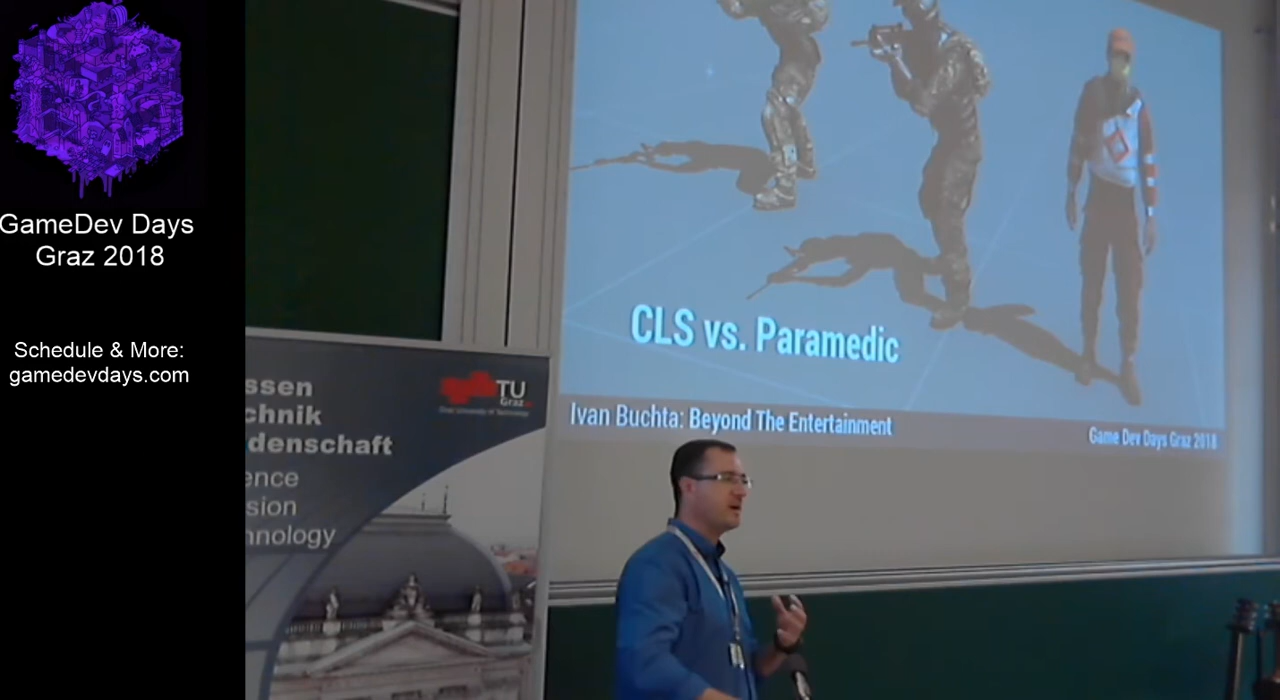 GameDev Days
Graz 2018
Schedule & More:
gamedevdays.com
ssen
chnik
denschaft
ence
sion
hnology
TU
Graz
CLS vs. Paramedic
Ivan Buchta: Beyond The Entertainment
Game Dev Days Graz 2018